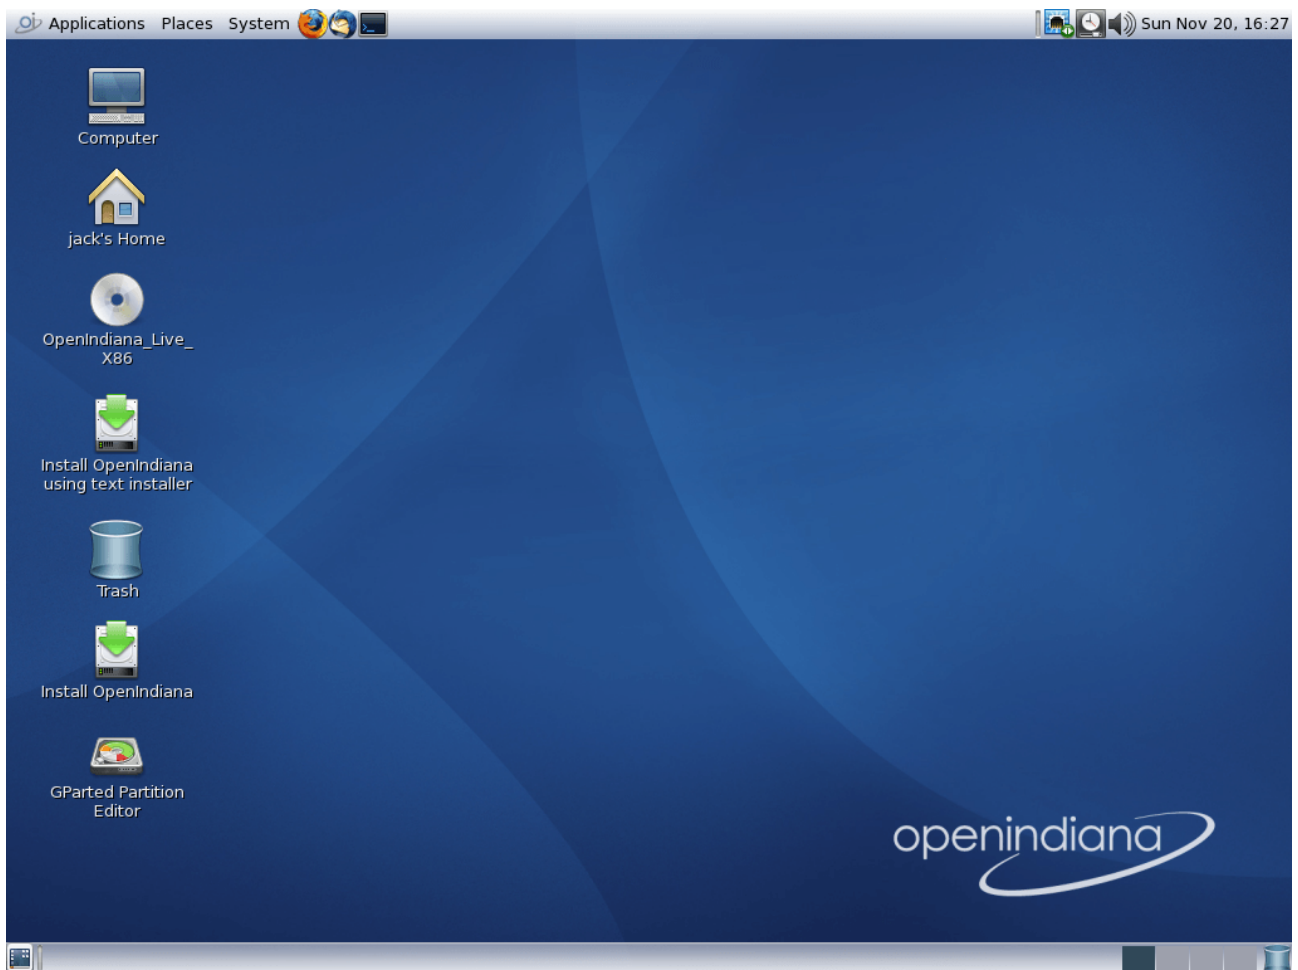 Applications Places System Sun Nov 20, 16:27
Computer
jack's Home
OpenIndiana_Live_
X86
Install OpenIndiana
using text installer
Trash
Install OpenIndiana
GParted Partition
Editor
openindiana